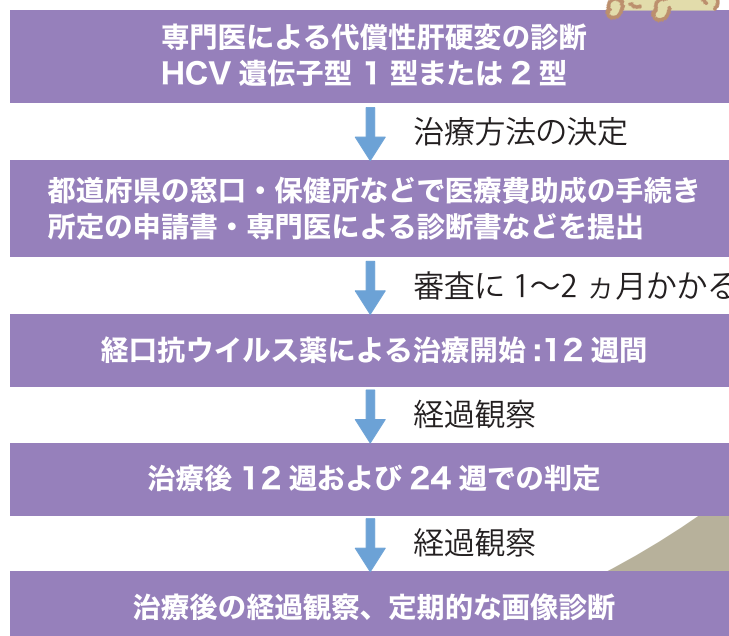 専門医による代償性肝硬変の診断
HCV 遺伝子型 1 型または 2 型
治療方法の決定
都道府県の窓口・保健所などで医療費助成の手続き
所定の申請書・専門医による診断書などを提出
審査に 1〜2 ヵ月かかる
経口抗ウイルス薬による治療開始:12 週間
経過観察
治療後 12 週および 24 週での判定
経過観察
治療後の経過観察、定期的な画像診断